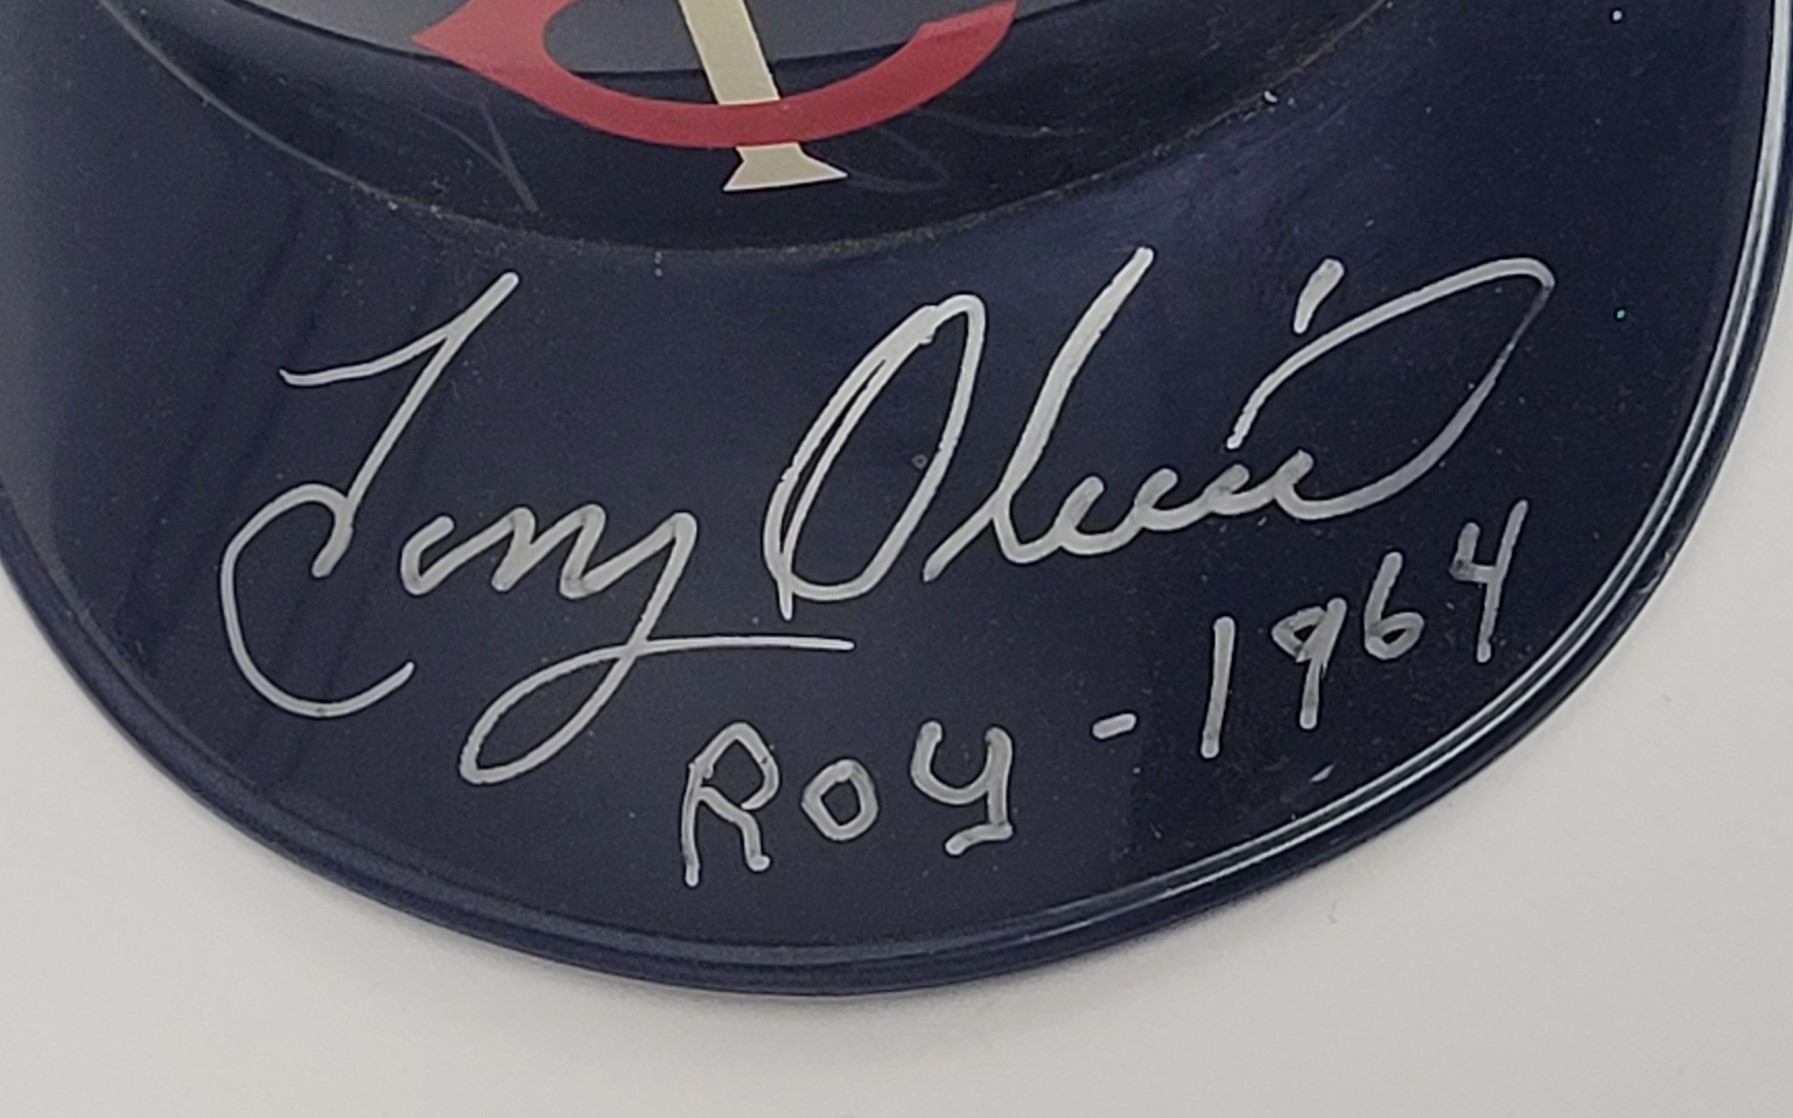 Tony Oliva
ROY - 1964